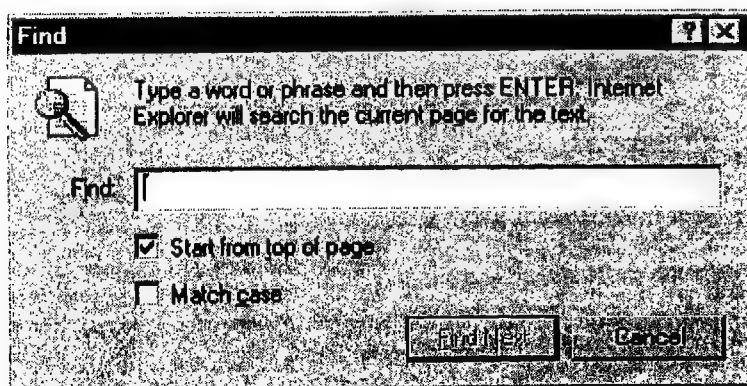 Find
Type a word or phrase and then press ENTER; Internet
Explorer will search the current page for the text.
Find:
Start from top of page
Match case
Find Next
Cancel